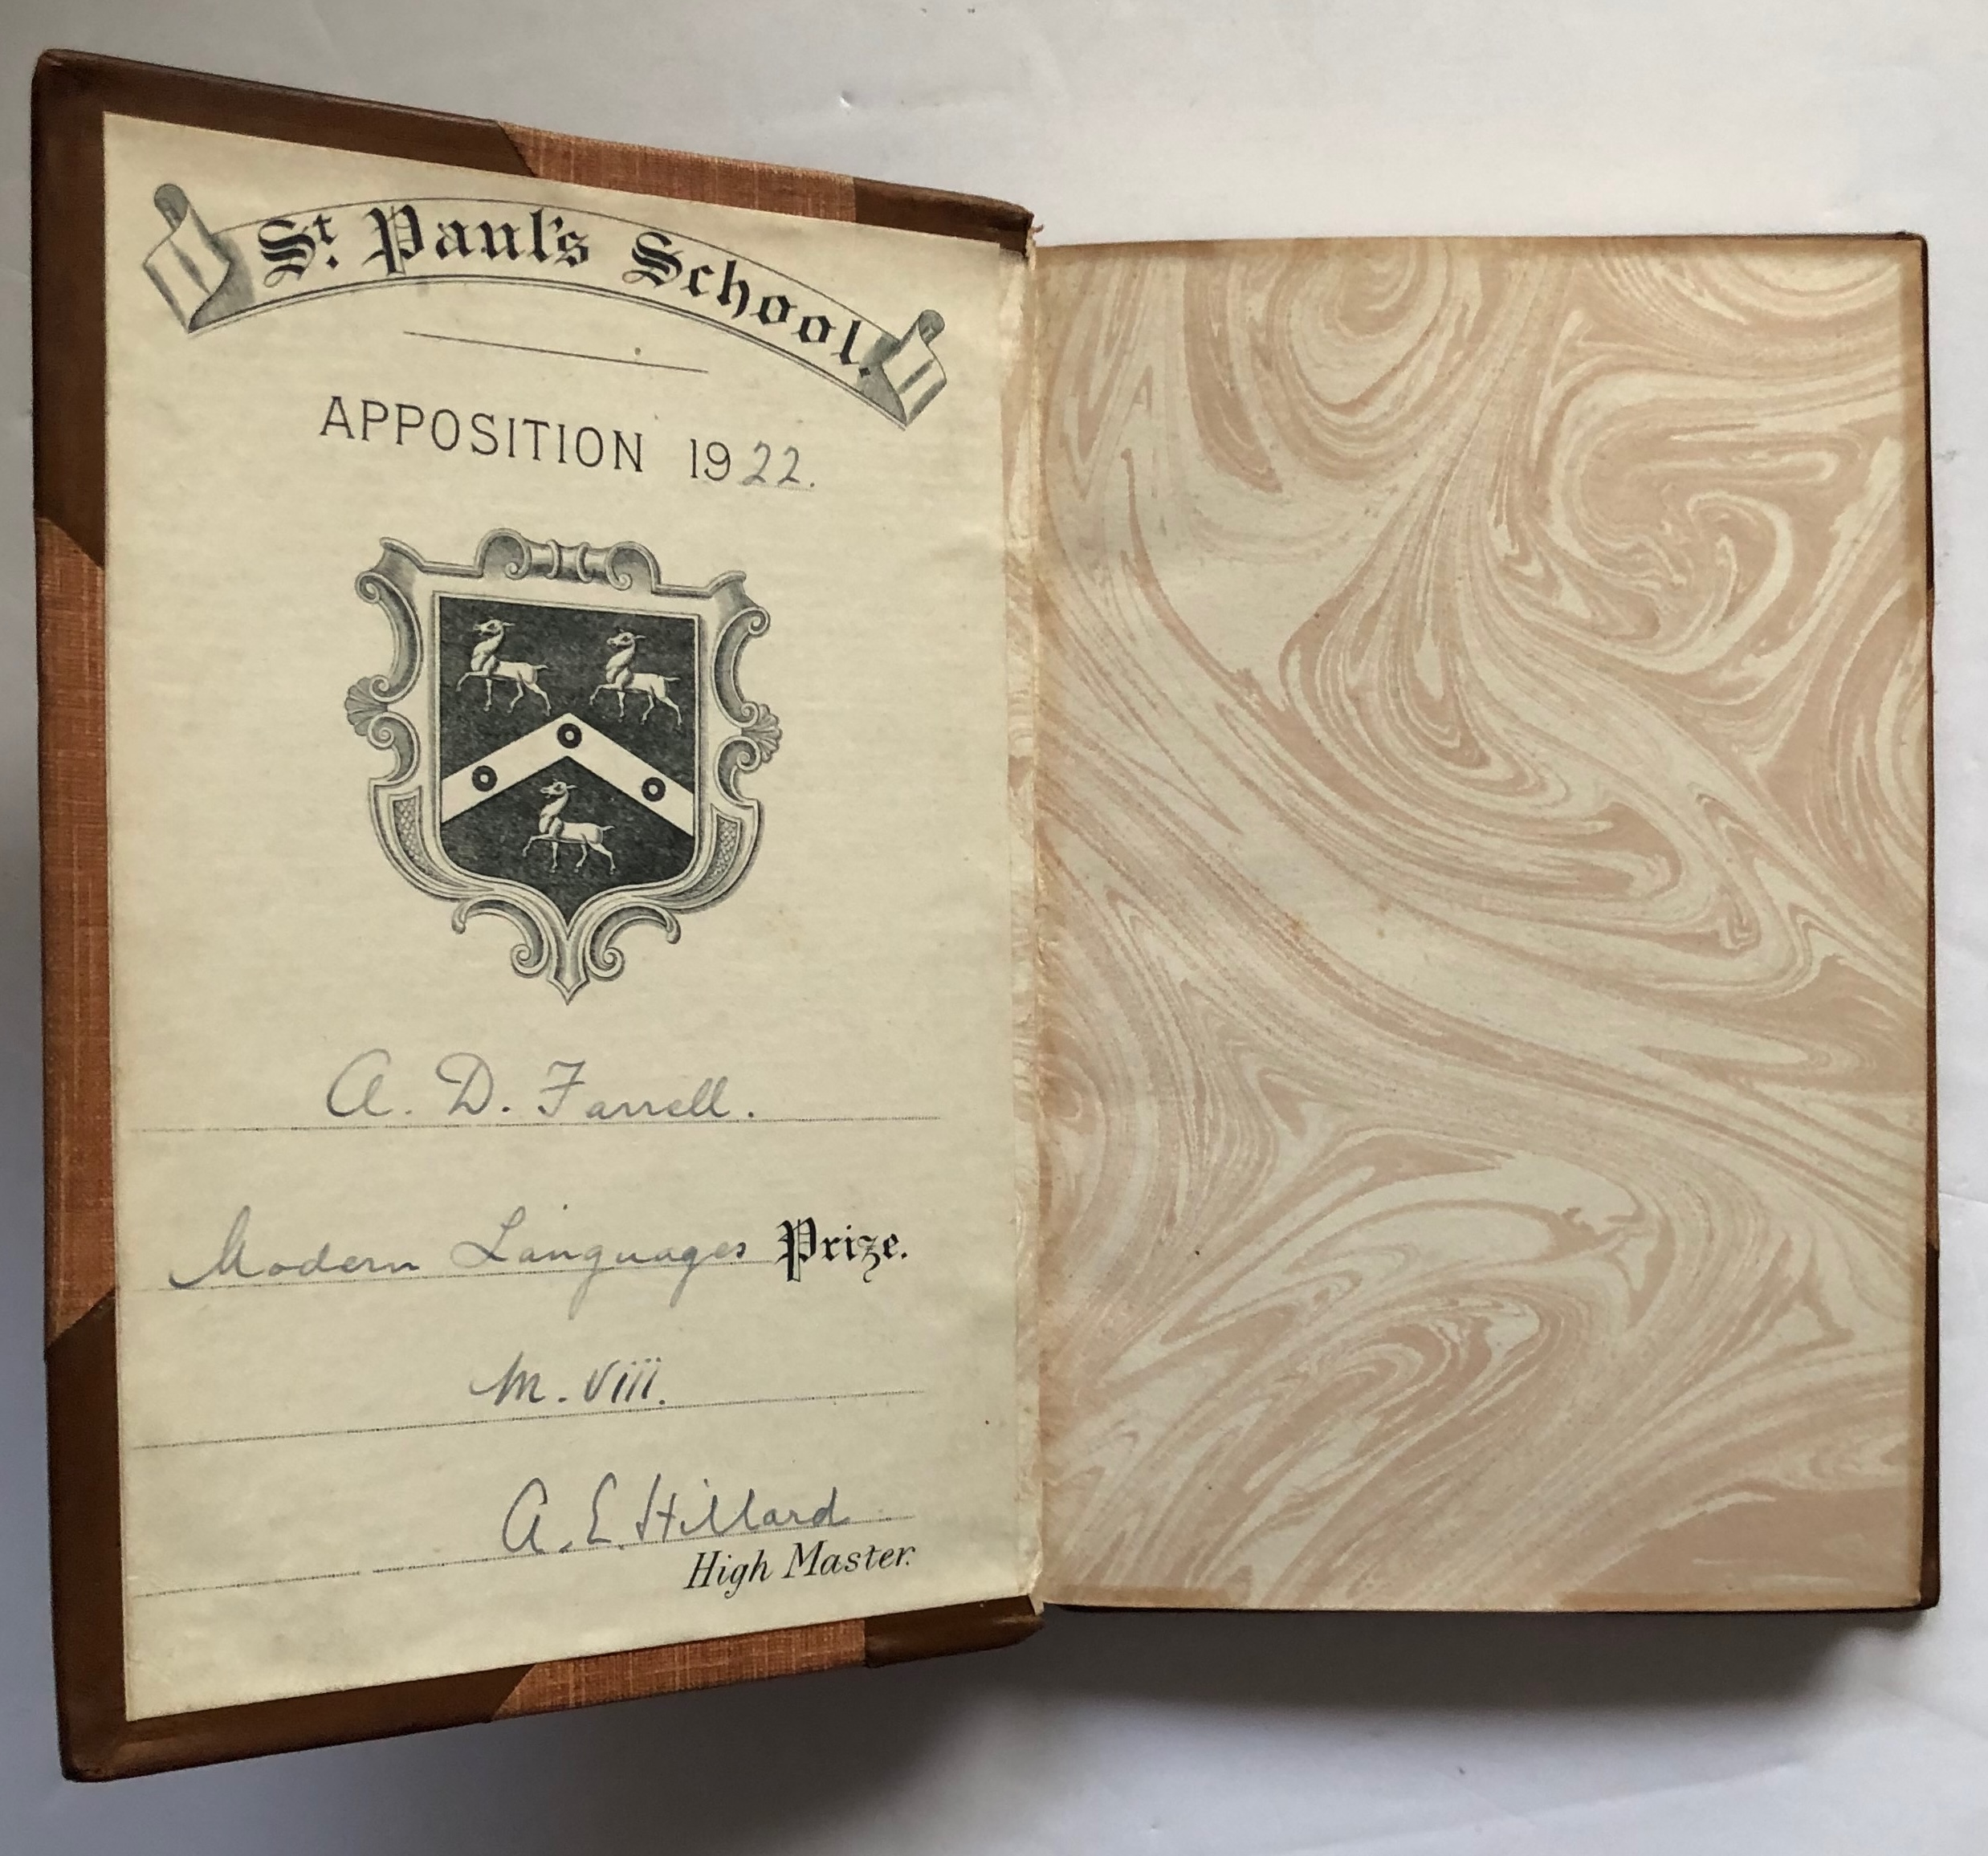 St. Paul's School.
APPOSITION 1922.
A. D. Farrell.
Modern Languages Prize.
M. viii.
A. E. Hillard
High Master.